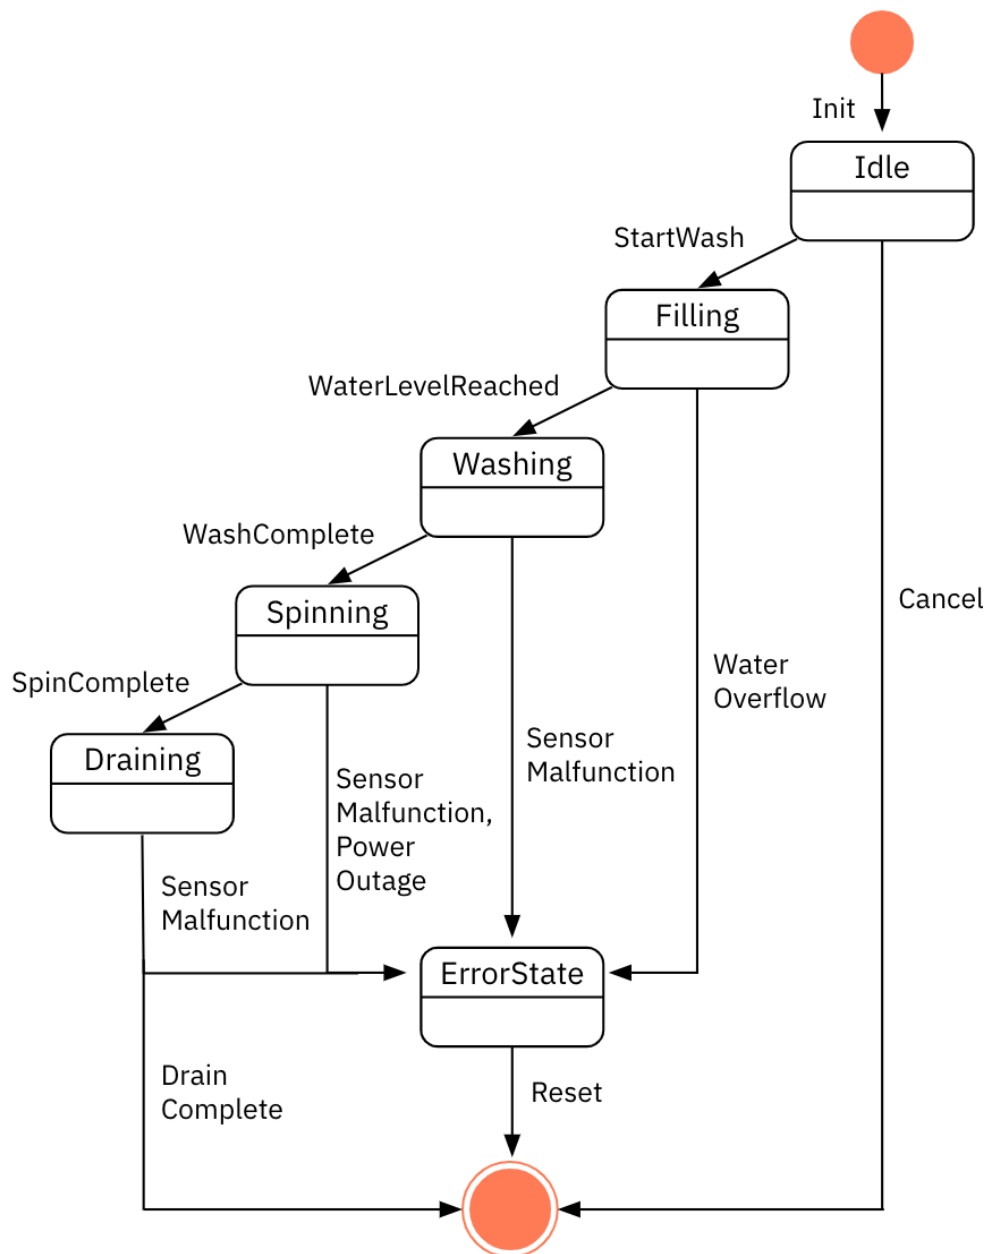 Init
Idle
StartWash
Filling
WaterLevelReached
Washing
WashComplete
Spinning
Cancel
Water
Overflow
SpinComplete
Draining
Sensor
Malfunction
Sensor
Malfunction,
Power
Outage
Sensor
Malfunction
ErrorState
Drain
Complete
Reset